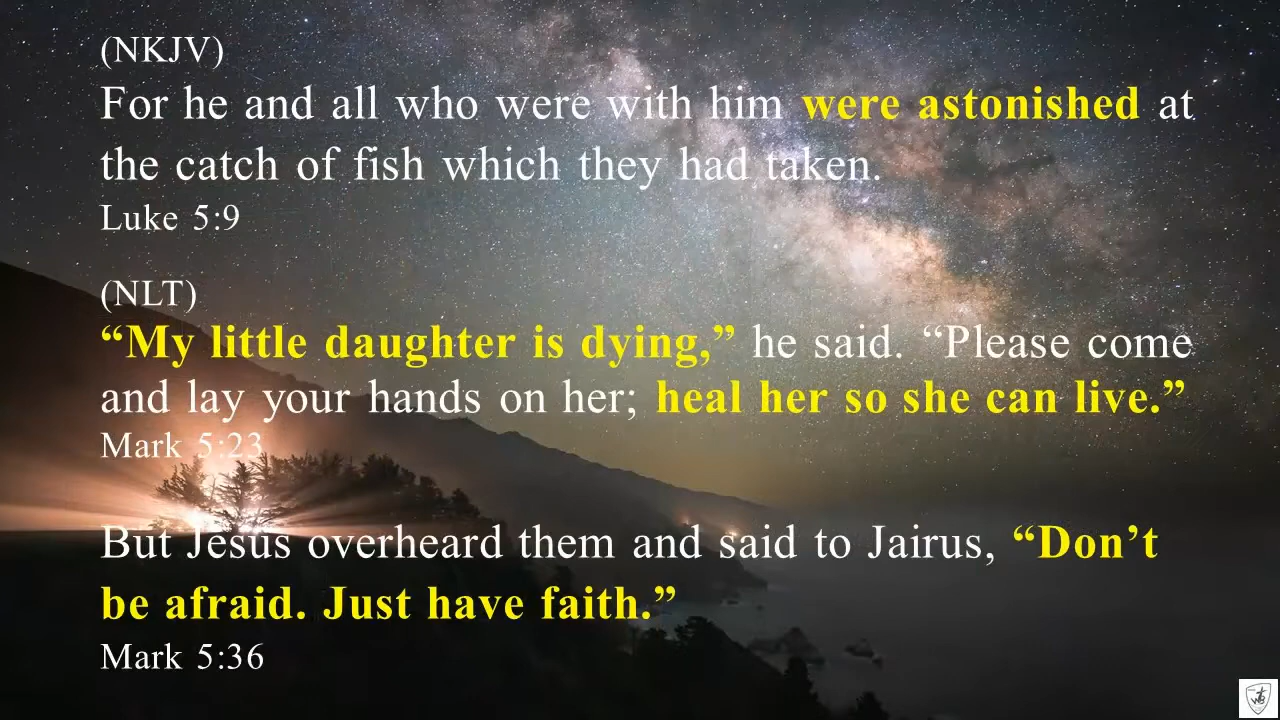 (NKJV)
For he and all who were with him were astonished at
the catch of fish which they had taken.
Luke 5:9
(NLT)
“My little daughter is dying,” he said. “Please come
and lay your hands on her; heal her so she can live.”
Mark 5:23
But Jesus overheard them and said to Jairus, “Don’t
be afraid. Just have faith.”
Mark 5:36